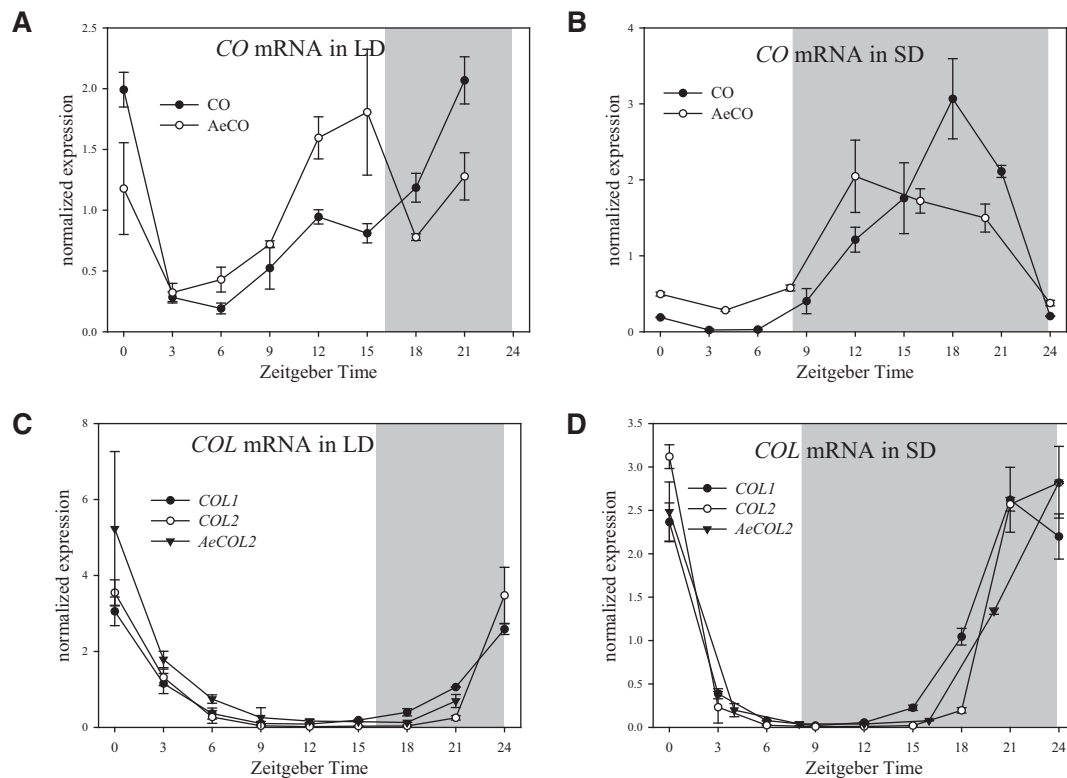 A
CO mRNA in LD
2.5
2.0
1.5
1.0
0.5
0.0
normalized expression
CO
AeCO
0 3 6 9 12 15 18 21 24
Zeitgeber Time
B
CO mRNA in SD
4
3
2
1
0
normalized expression
CO
AeCO
0 3 6 9 12 15 18 21 24
Zeitgeber Time
C
COL mRNA in LD
8
6
4
2
0
normalized expression
COL1
COL2
AeCOL2
0 3 6 9 12 15 18 21 24
Zeitgeber Time
D
COL mRNA in SD
3.5
3.0
2.5
2.0
1.5
1.0
0.5
0.0
normalized expression
COL1
COL2
AeCOL2
0 3 6 9 12 15 18 21 24
Zeitgeber Time